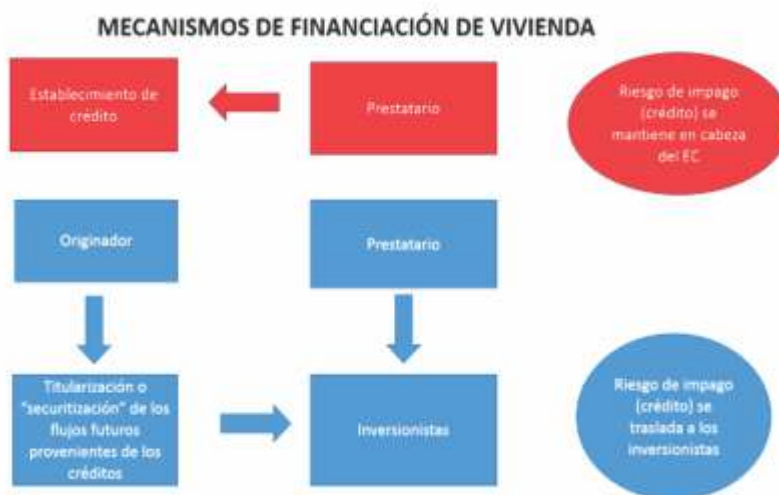 MECANISMOS DE FINANCIACIÓN DE VIVIENDA
Establecimiento de
crédito
Prestatario
Riesgo de impago
(crédito) se
mantiene en cabeza
del EC
Originador
Prestatario
Titularización o
"securitización" de los
flujos futuros
provenientes de los
créditos
Inversionistas
Riesgo de impago
(crédito) se
traslada a los
inversionistas